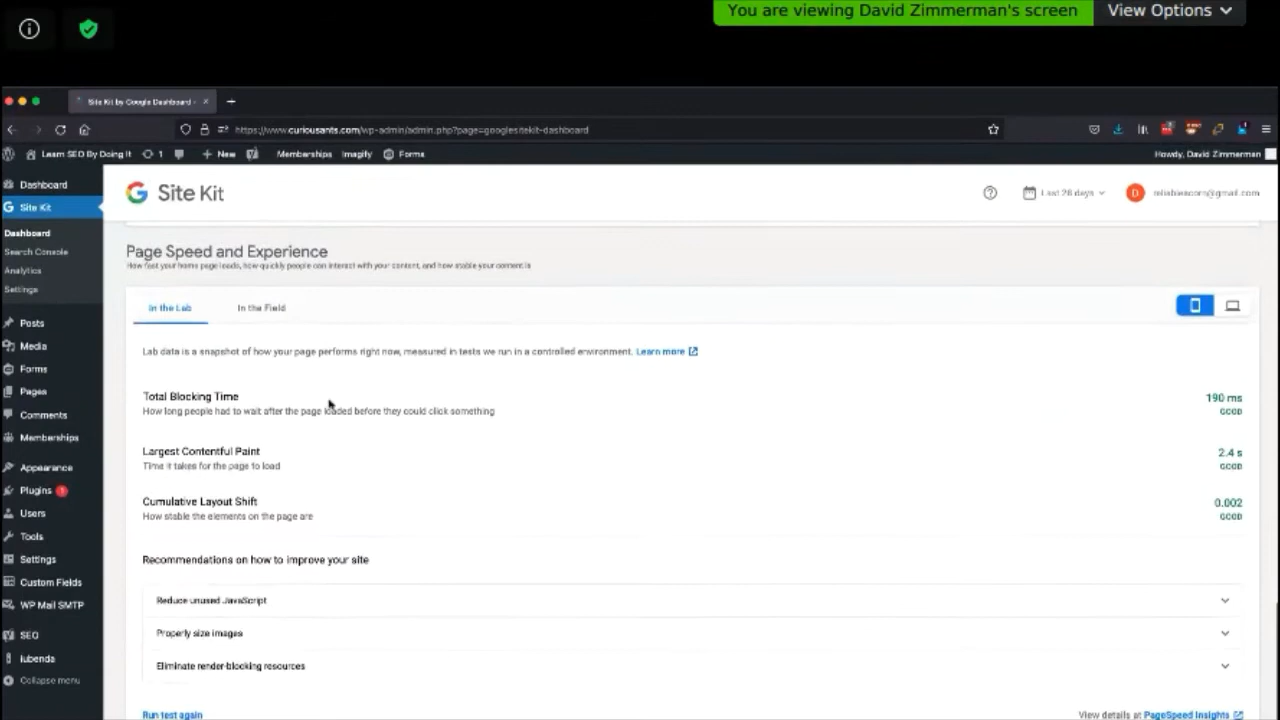 You are viewing David Zimmerman's screen
View Options
Site Kit by Google Dashboard -
https://www.curiousants.com/wp-admin/admin.php?page=googlesitekit-dashboard
Learn SEO By Doing It 1 New Memberships Imagify Forms Howdy, David Zimmerman
Dashboard
Site Kit
Dashboard
Search Console
Analytics
Settings
Posts
Media
Forms
Pages
Comments
Memberships
Appearance
Plugins 1
Users
Tools
Settings
Custom Fields
WP Mail SMTP
SEO
iubenda
Collapse menu
Site Kit
Last 28 days
D
Page Speed and Experience
How fast your home page loads, how quickly people can interact with your content, and how stable your content is
In the Lab
In the Field
Lab data is a snapshot of how your page performs right now, measured in tests we run in a controlled environment. Learn more
Total Blocking Time
How long people had to wait after the page loaded before they could click something
190 ms
GOOD
Largest Contentful Paint
Time it takes for the page to load
2.4 s
GOOD
Cumulative Layout Shift
How stable the elements on the page are
0.002
GOOD
Recommendations on how to improve your site
Reduce unused JavaScript
Properly size images
Eliminate render-blocking resources
Run test again
View details at PageSpeed Insights